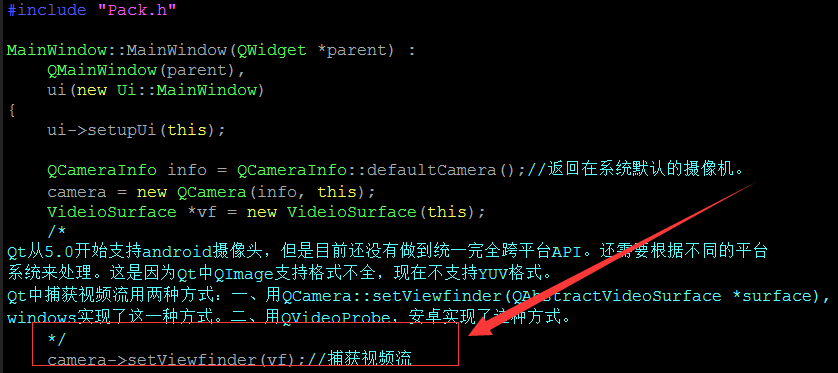 #include "Pack.h"
MainWindow::MainWindow(QWidget *parent) :
QMainWindow(parent),
ui(new Ui::MainWindow)
{
ui->setupUi(this);
QCameraInfo info = QCameraInfo::defaultCamera();//返回在系统默认的摄像机。
camera = new QCamera(info, this);
VideioSurface *vf = new VideioSurface(this);
/*
Qt从5.0开始支持android摄像头，但是目前还没有做到统一完全跨平台API。还需要根据不同的平台
系统来处理。这是因为Qt中QImage支持格式不全，现在不支持YUV格式。
Qt中捕获视频流用两种方式：一、用QCamera::setViewfinder(QAbstractVideoSurface *surface),
windows实现了这一种方式。二、用QVideoProbe，安卓实现了这种方式。
*/
camera->setViewfinder(vf);//捕获视频流